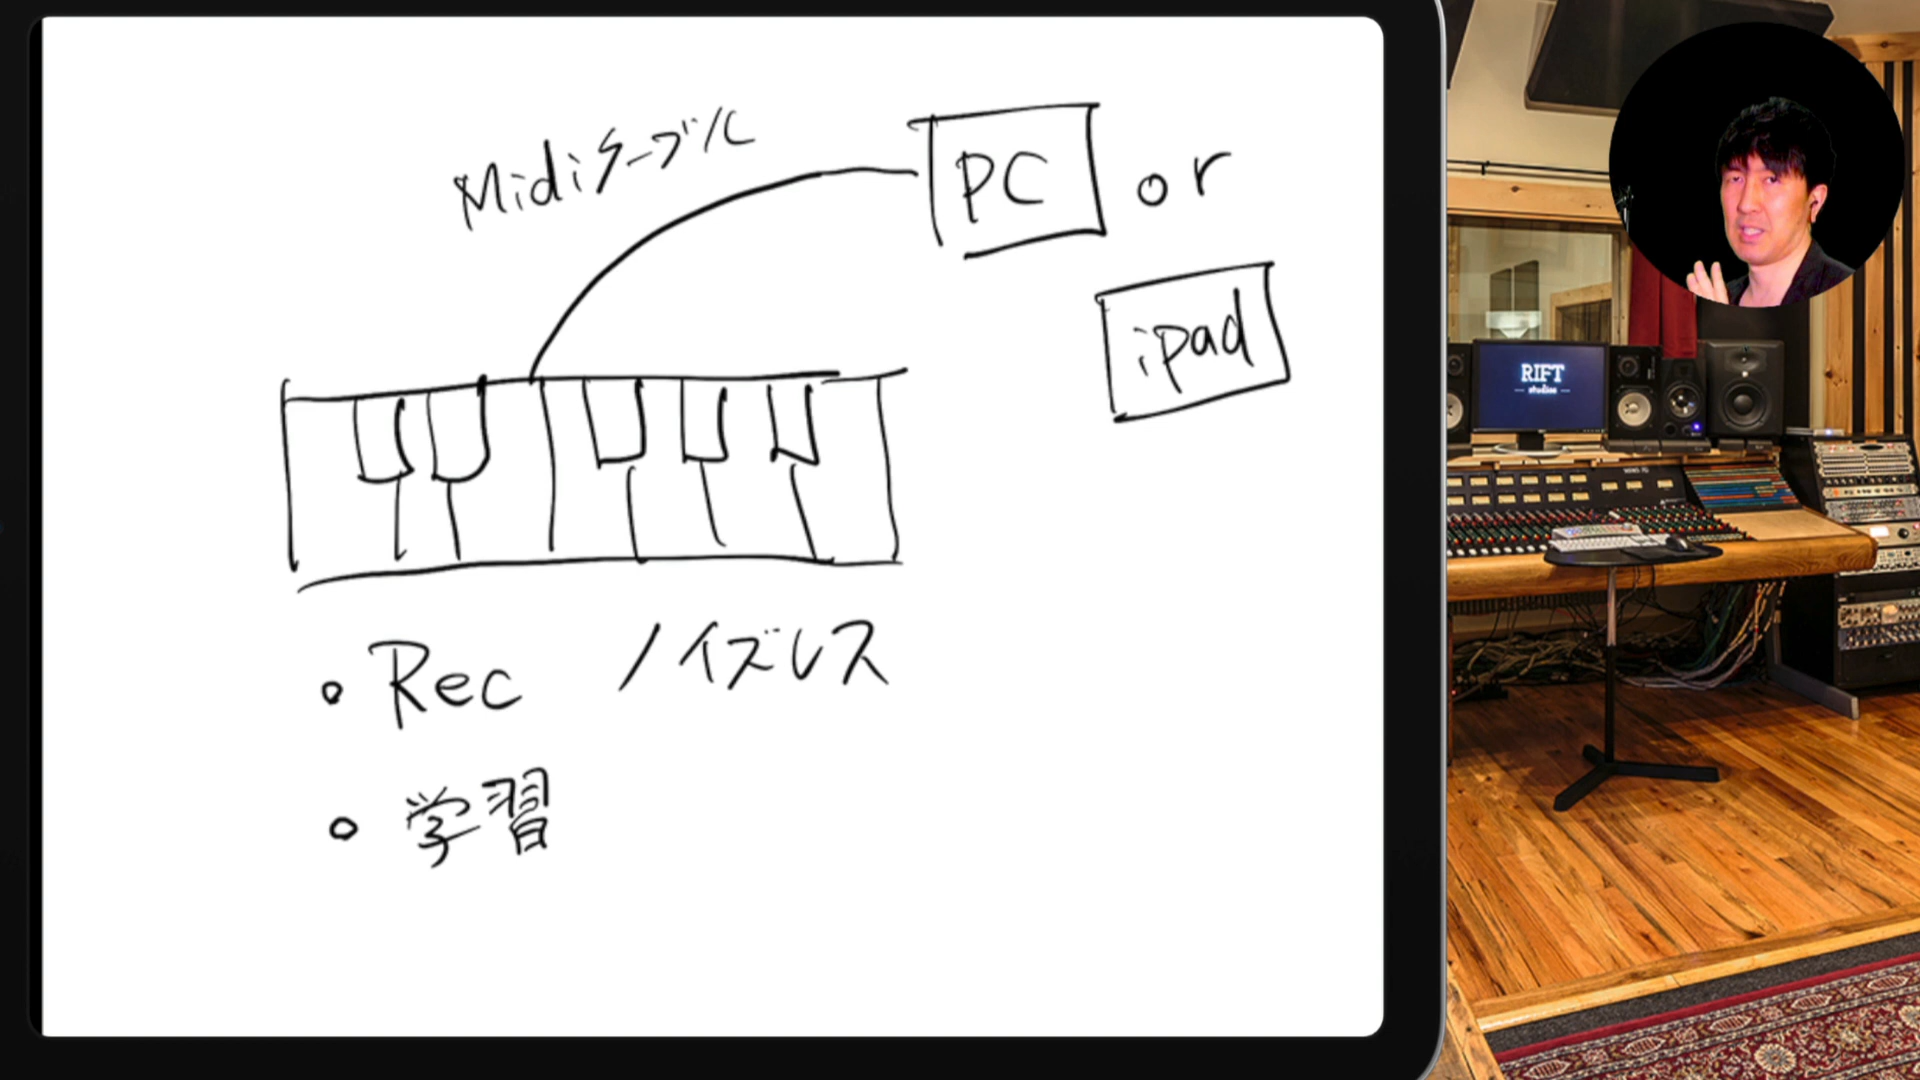 Midiケーブル
PC or
ipad
• Rec ノイズレス
• 学習
RIFT
studios